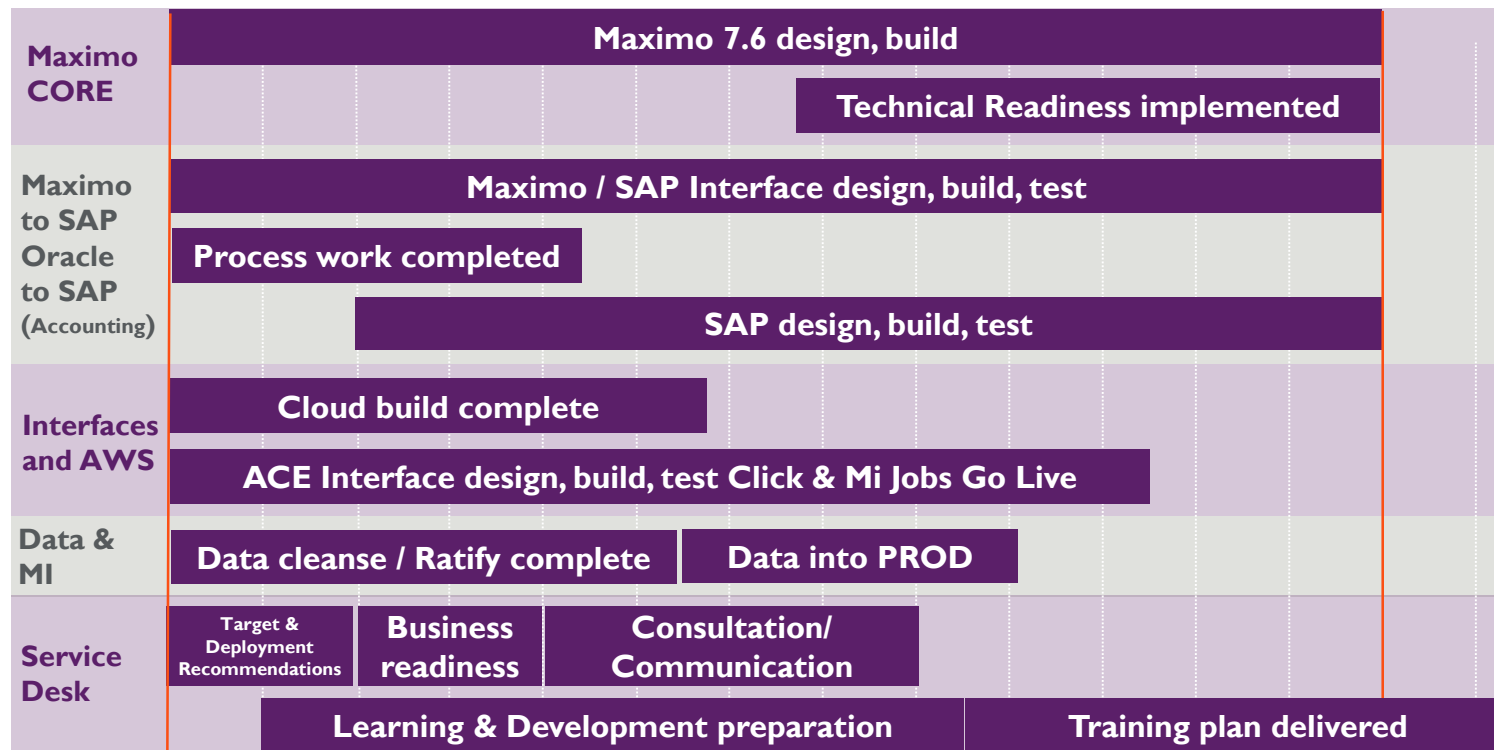 Maximo
CORE
Maximo 7.6 design, build
Technical Readiness implemented
Maximo
to SAP
Oracle
to SAP
(Accounting)
Maximo / SAP Interface design, build, test
Process work completed
SAP design, build, test
Interfaces
and AWS
Cloud build complete
ACE Interface design, build, test Click & Mi Jobs Go Live
Data &
MI
Data cleanse / Ratify complete
Data into PROD
Service
Desk
Target &
Deployment
Recommendations
Business
readiness
Consultation/
Communication
Learning & Development preparation
Training plan delivered